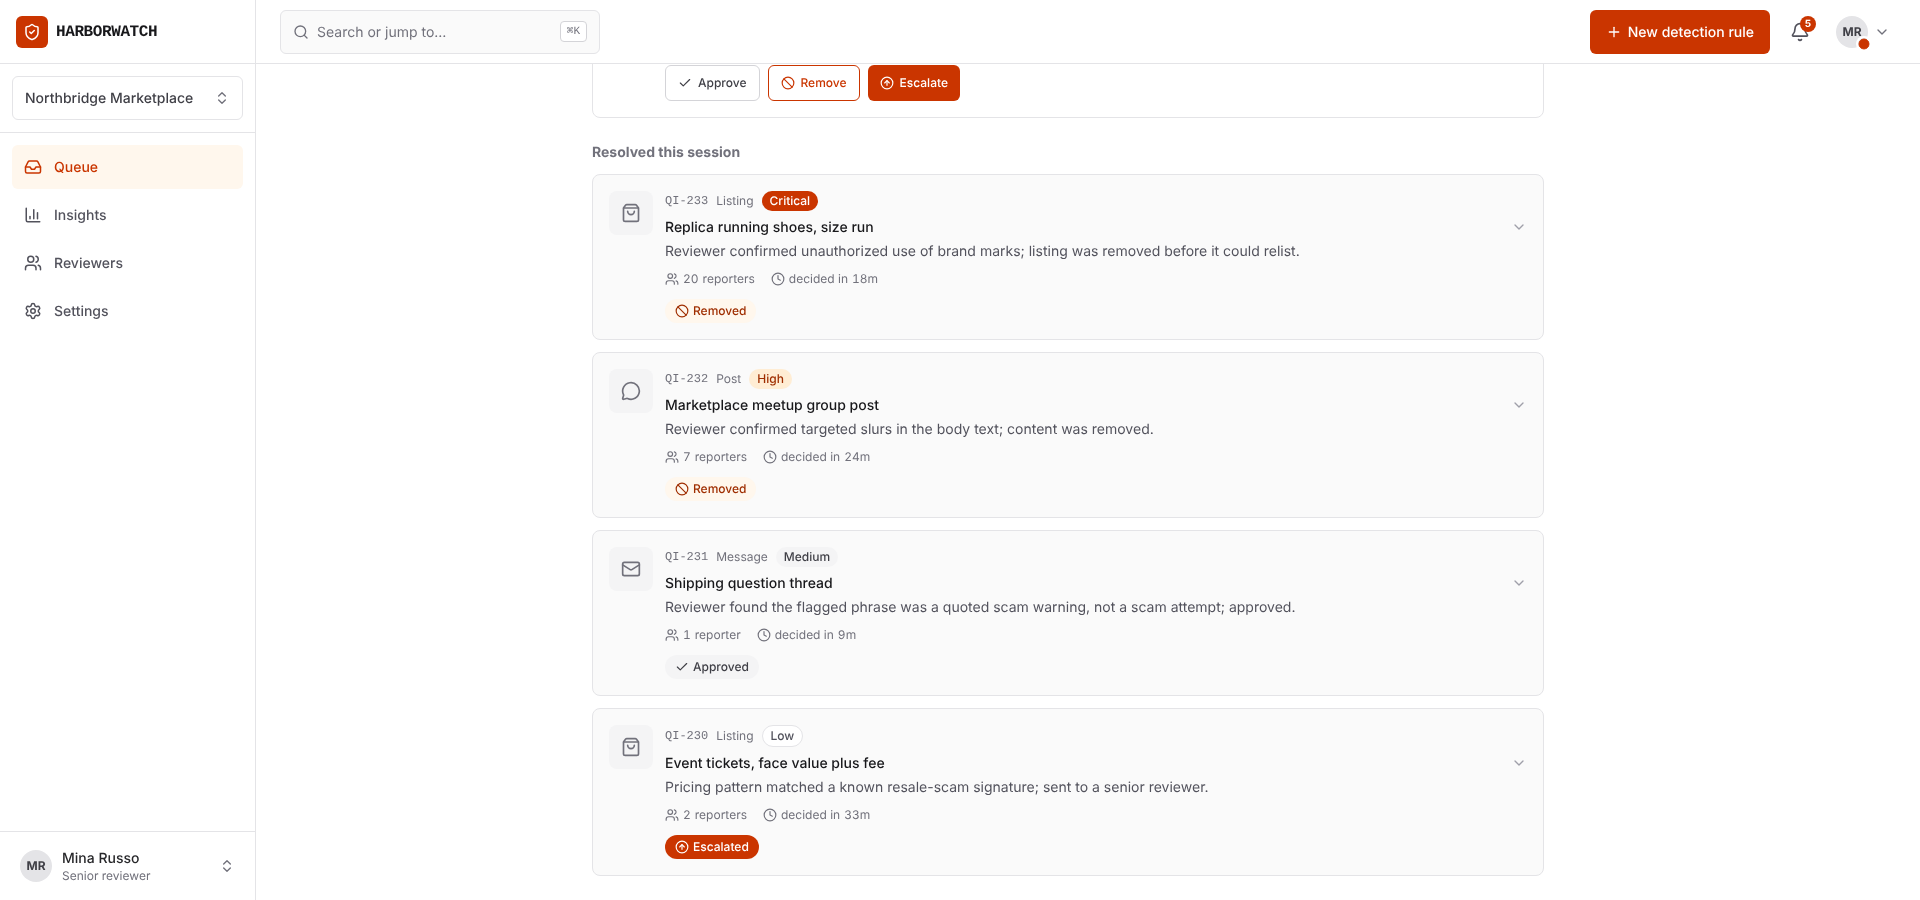 HARBORWATCH
Search or jump to...
⌘K
New detection rule
5
MR
Northbridge Marketplace
Queue
Insights
Reviewers
Settings
Approve
Remove
Escalate
Resolved this session
QI-233 Listing Critical
Replica running shoes, size run
Reviewer confirmed unauthorized use of brand marks; listing was removed before it could relist.
20 reporters decided in 18m
Removed
QI-232 Post High
Marketplace meetup group post
Reviewer confirmed targeted slurs in the body text; content was removed.
7 reporters decided in 24m
Removed
QI-231 Message Medium
Shipping question thread
Reviewer found the flagged phrase was a quoted scam warning, not a scam attempt; approved.
1 reporter decided in 9m
Approved
QI-230 Listing Low
Event tickets, face value plus fee
Pricing pattern matched a known resale-scam signature; sent to a senior reviewer.
2 reporters decided in 33m
Escalated
MR
Mina Russo
Senior reviewer